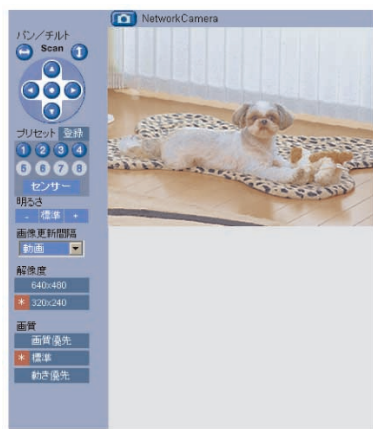 NetworkCamera
パン／チルト
Scan
プリセット 登録
1 2 3 4
5 6 7 8
センサー
明るさ
- 標準 +
画像更新間隔
動画
解像度
640x480
* 320x240
画質
画質優先
* 標準
動き優先